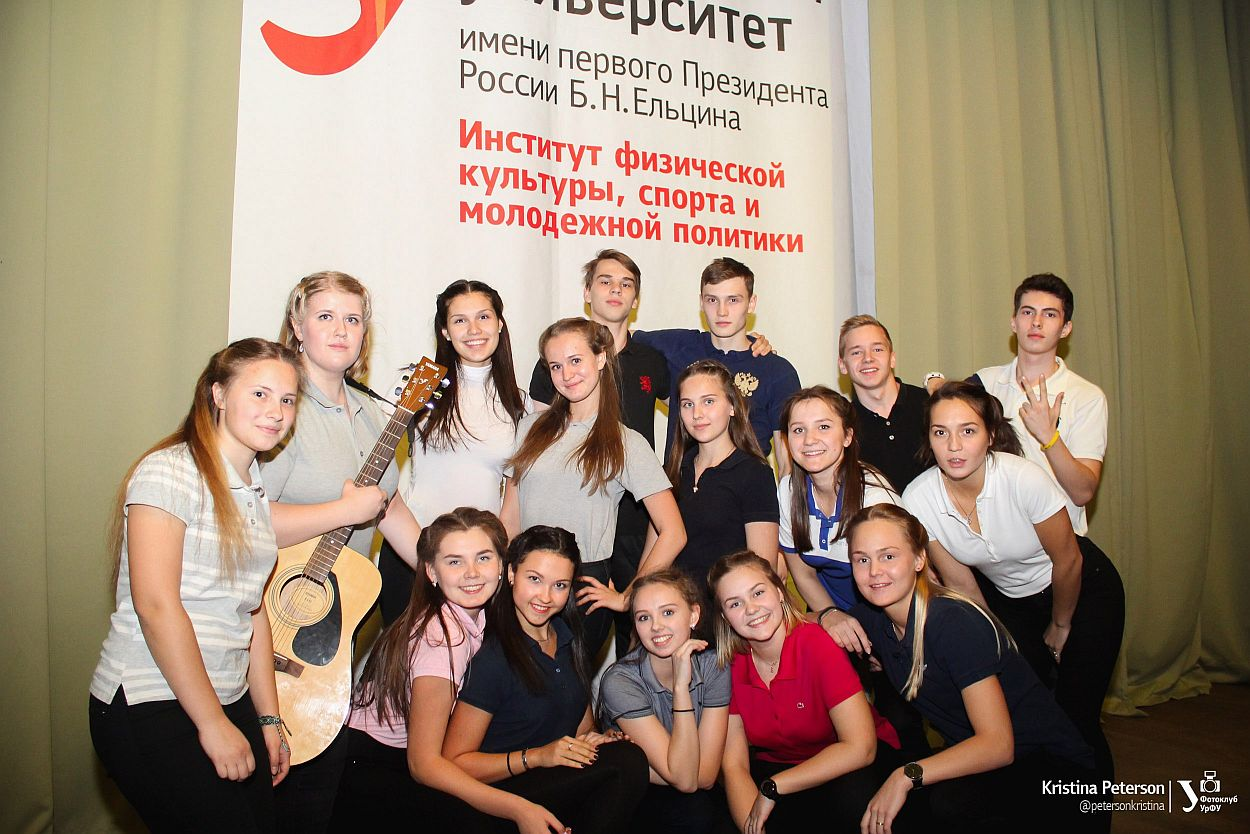 университет
имени первого Президента
России Б.Н.Ельцина
Институт физической
культуры, спорта и
молодежной политики
Kristina Peterson
@petersonkristina
Фотоклуб
УрФУ